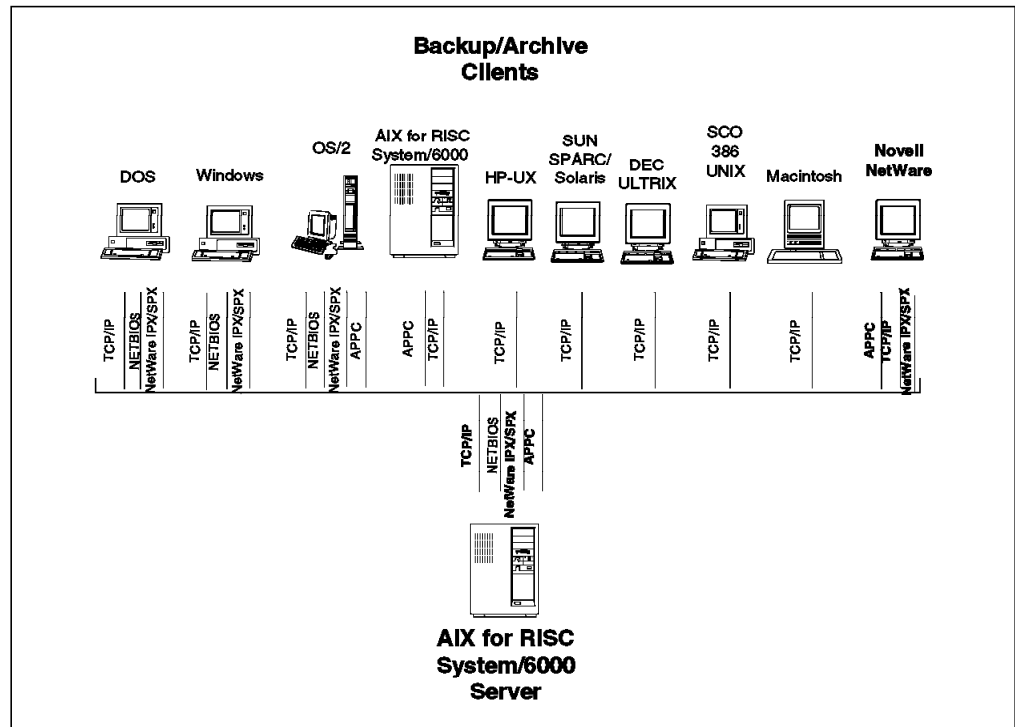 Backup/Archive
Clients
DOS
Windows
OS/2
AIX for RISC
System/6000
HP-UX
SUN
SPARC/
Solaris
DEC
ULTRIX
SCO
386
UNIX
Macintosh
Novell
NetWare
TCP/IP
NETBIOS
NetWare IPX/SPX
TCP/IP
NETBIOS
NetWare IPX/SPX
TCP/IP
NETBIOS
NetWare IPX/SPX
APPC
APPC
TCP/IP
TCP/IP
TCP/IP
TCP/IP
TCP/IP
TCP/IP
APPC
TCP/IP
NetWare IPX/SPX
TCP/IP
NETBIOS
NetWare IPX/SPX
APPC
AIX for RISC
System/6000
Server